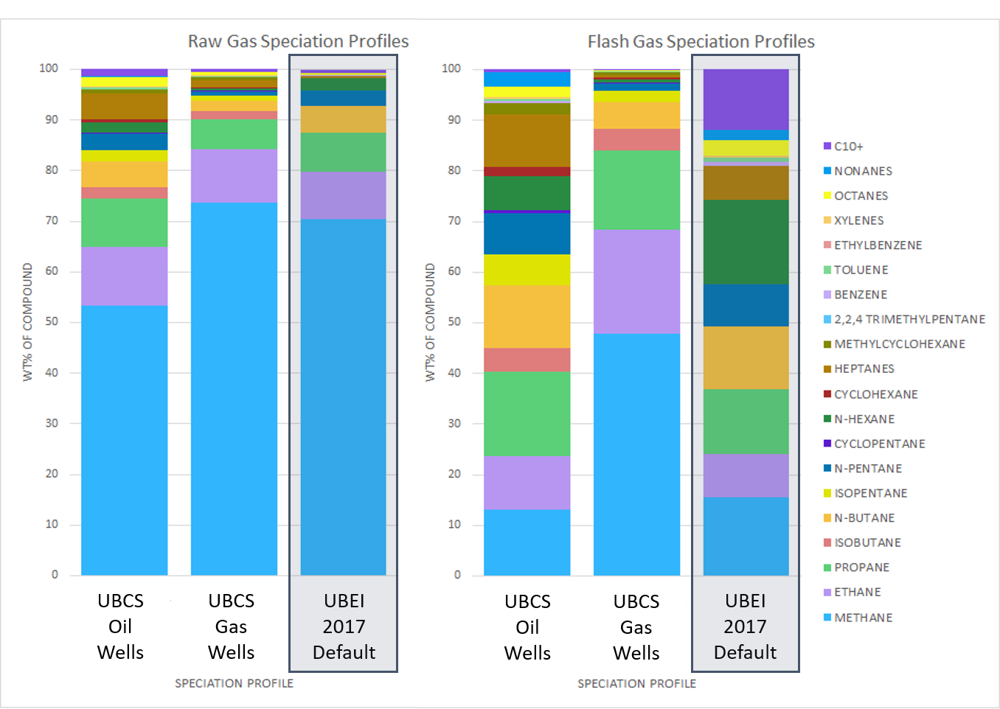 Raw Gas Speciation Profiles
100
90
80
70
60
50
40
30
20
10
0
WT% OF COMPOUND
UBCS
Oil
Wells
UBCS
Gas
Wells
UBEI
2017
Default
SPECIATION PROFILE
Flash Gas Speciation Profiles
100
90
80
70
60
50
40
30
20
10
0
WT% OF COMPOUND
UBCS
Oil
Wells
UBCS
Gas
Wells
UBEI
2017
Default
SPECIATION PROFILE
C10+
NONANES
OCTANES
XYLENES
ETHYLBENZENE
TOLUENE
BENZENE
2,2,4 TRIMETHYLPENTANE
METHYLCYCLOHEXANE
HEPTANES
CYCLOHEXANE
N-HEXANE
CYCLOPENTANE
N-PENTANE
ISOPENTANE
N-BUTANE
ISOBUTANE
PROPANE
ETHANE
METHANE